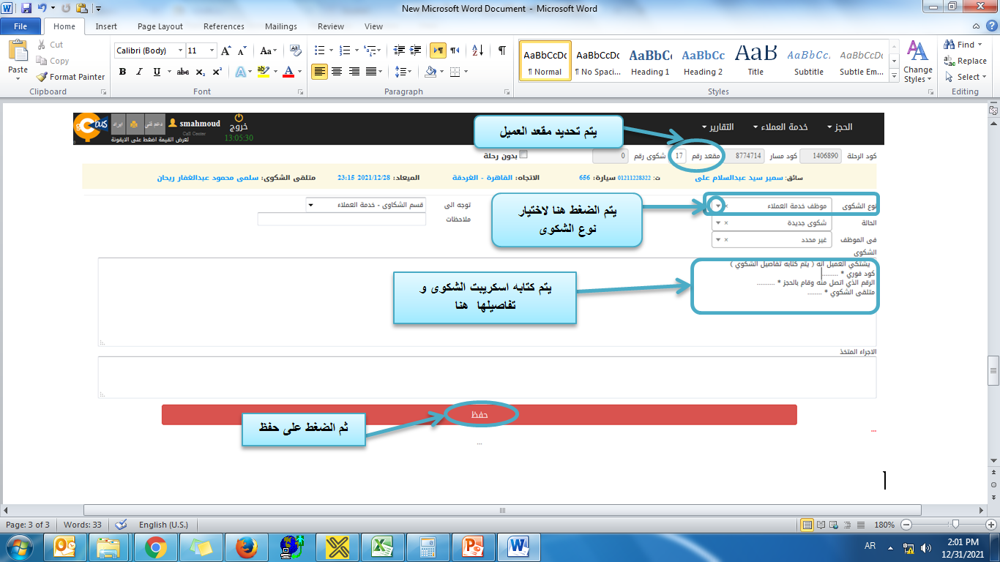 New Microsoft Word Document - Microsoft Word
File Home Insert Page Layout References Mailings Review View
Paste
Cut
Copy
Format Painter
Clipboard
Calibri (Body) 11
Font
Paragraph
AaBbCcDc AaBbCcDc AaBbCc AaBbCc AaB AaBbCc. AaBbCcDc
¶ Normal ¶ No Spaci... Heading 1 Heading 2 Title Subtitle Subtle Em...
Styles
Change Styles
Find
Replace
Select
Editing
الحجز خدمة العملاء التقارير
خروج
13:05:30
smahmoud
Call Center
دعم فني
ايراد
لعرض القيمة اضغط على الايقونة
يتم تحديد مقعد العميل
كود الرحلة 1406890 كود مسار 8774714 مقعد رقم 17 شكوى رقم 0 بدون رحلة
سائق: سمير سيد عبدالسلام على ت: 01211228322 سيارة: 656 الاتجاه: القاهرة - الغردقة الميعاد: 2021/12/28 23:15 متلقى الشكوى: سلمى محمود عبدالغفار ريحان
نوع الشكوى × موظف خدمة العملاء
توجه الى قسم الشكاوى - خدمة العملاء
الحالة × شكوى جديدة
ملاحظات
فى الموظف × غير محدد
يتم الضغط هنا لاختيار
نوع الشكوى
الشكوى
يشتكي العميل انه ( يتم كتابه تفاصيل الشكوي )
كود فوري * .........
الرقم الذي اتصل منه وقام بالحجز * ..........
متلقى الشكوي * ........
يتم كتابه اسكريبت الشكوى و
تفاصيلها هنا
الاجراء المتخذ
حفظ
ثم الضغط على حفظ
...
...
Page: 3 of 3 Words: 33 English (U.S.) 180%
AR 2:01 PM
12/31/2021